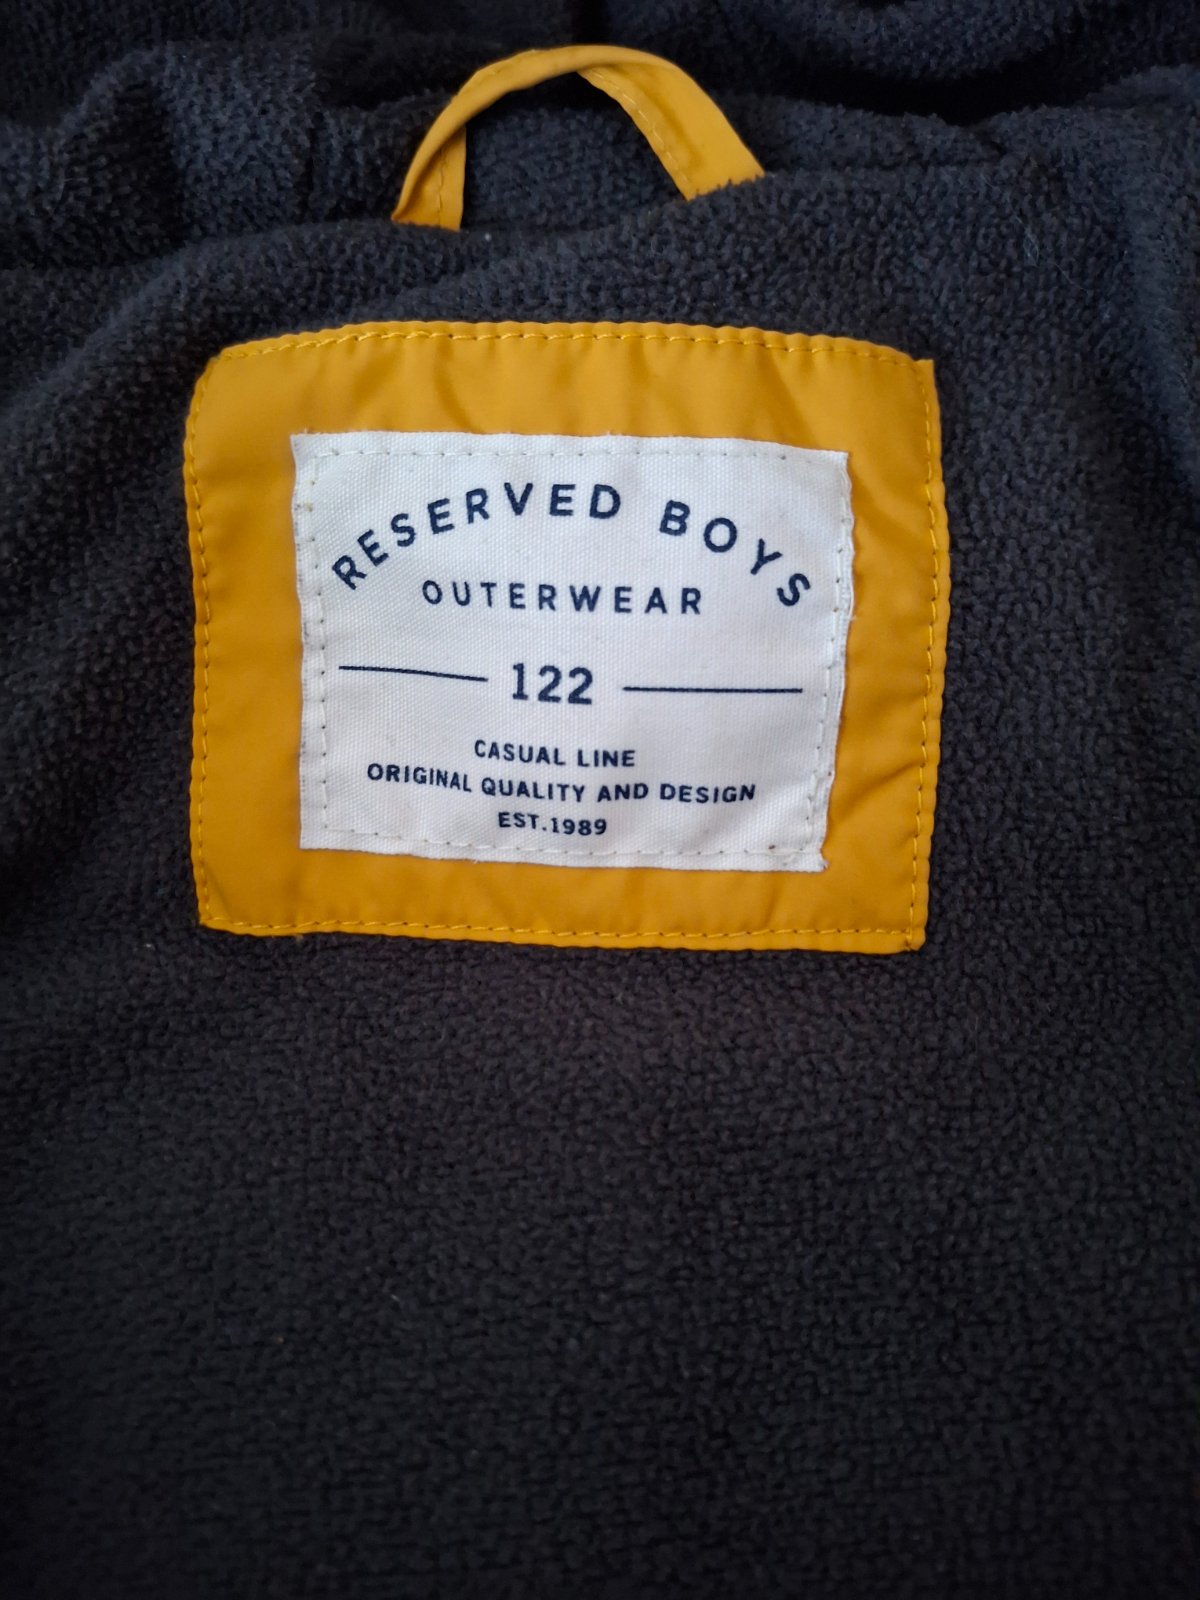 RESERVED BOYS
OUTERWEAR
122
CASUAL LINE
ORIGINAL QUALITY AND DESIGN
EST.1989